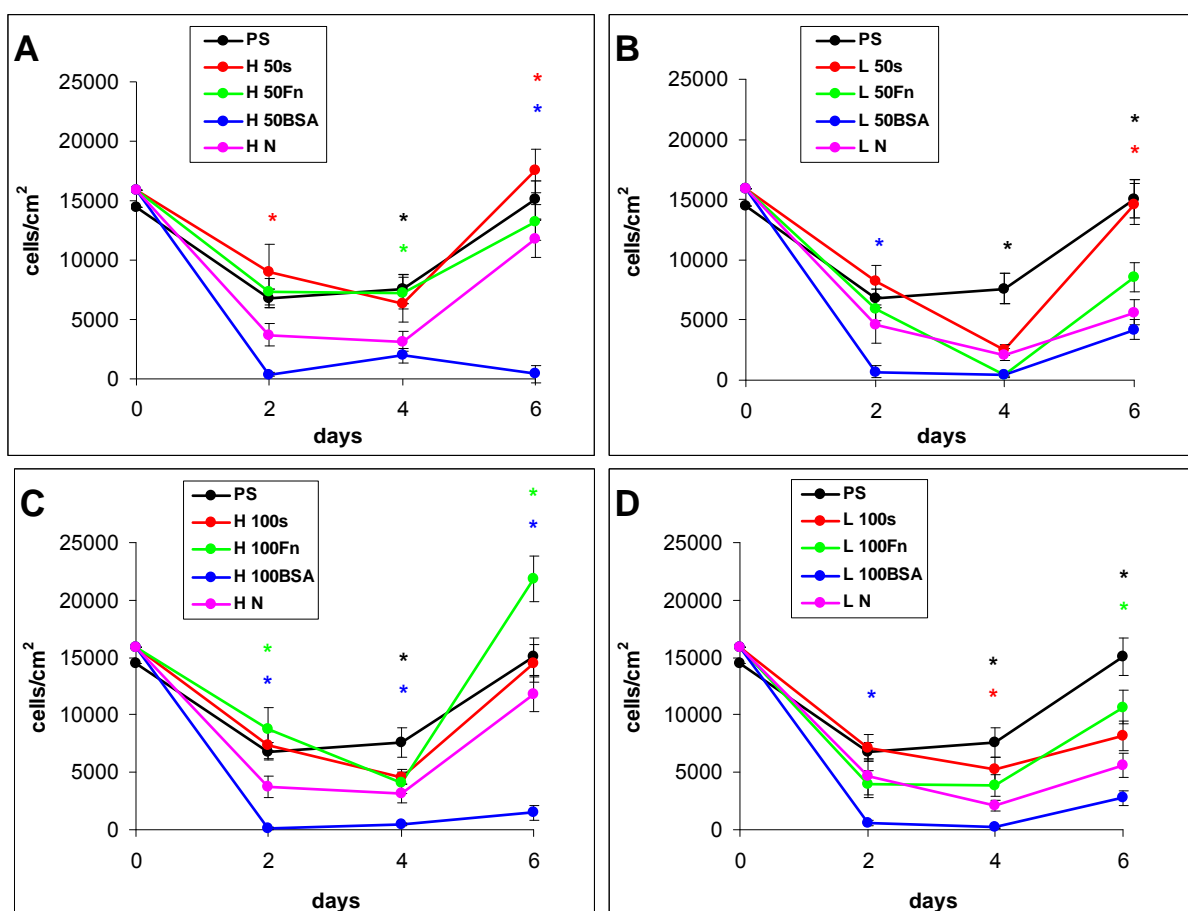 A
PS
H 50s
H 50Fn
H 50BSA
H N
25000
20000
15000
10000
5000
0
cells/cm²
0 2 4 6
days
* * * * *
B
PS
L 50s
L 50Fn
L 50BSA
L N
25000
20000
15000
10000
5000
0
cells/cm²
0 2 4 6
days
* * * *
C
PS
H 100s
H 100Fn
H 100BSA
H N
25000
20000
15000
10000
5000
0
cells/cm²
0 2 4 6
days
* * * * * *
D
PS
L 100s
L 100Fn
L 100BSA
L N
25000
20000
15000
10000
5000
0
cells/cm²
0 2 4 6
days
* * * * *